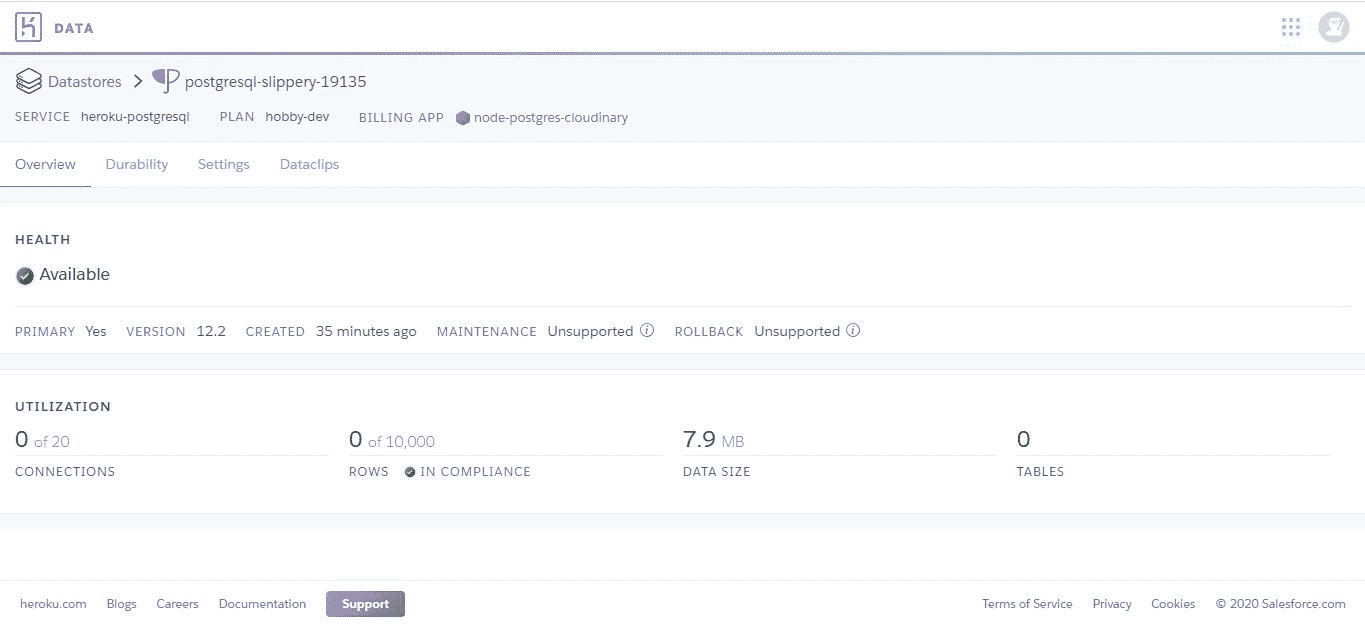 DATA
Datastores postgresql-slippery-19135
SERVICE heroku-postgresql PLAN hobby-dev BILLING APP node-postgres-cloudinary
Overview Durability Settings Dataclips
HEALTH
Available
PRIMARY Yes VERSION 12.2 CREATED 35 minutes ago MAINTENANCE Unsupported ROLLBACK Unsupported
UTILIZATION
0 of 20 0 of 10,000 7.9 MB 0
CONNECTIONS ROWS IN COMPLIANCE DATA SIZE TABLES
heroku.com Blogs Careers Documentation Support Terms of Service Privacy Cookies © 2020 Salesforce.com